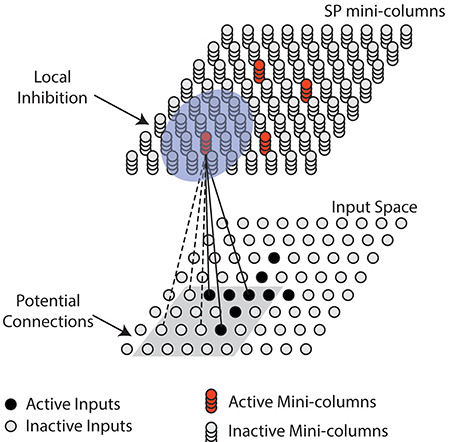 SP mini-columns
Local
Inhibition
Input Space
Potential
Connections
Active Inputs
Inactive Inputs
Active Mini-columns
Inactive Mini-columns